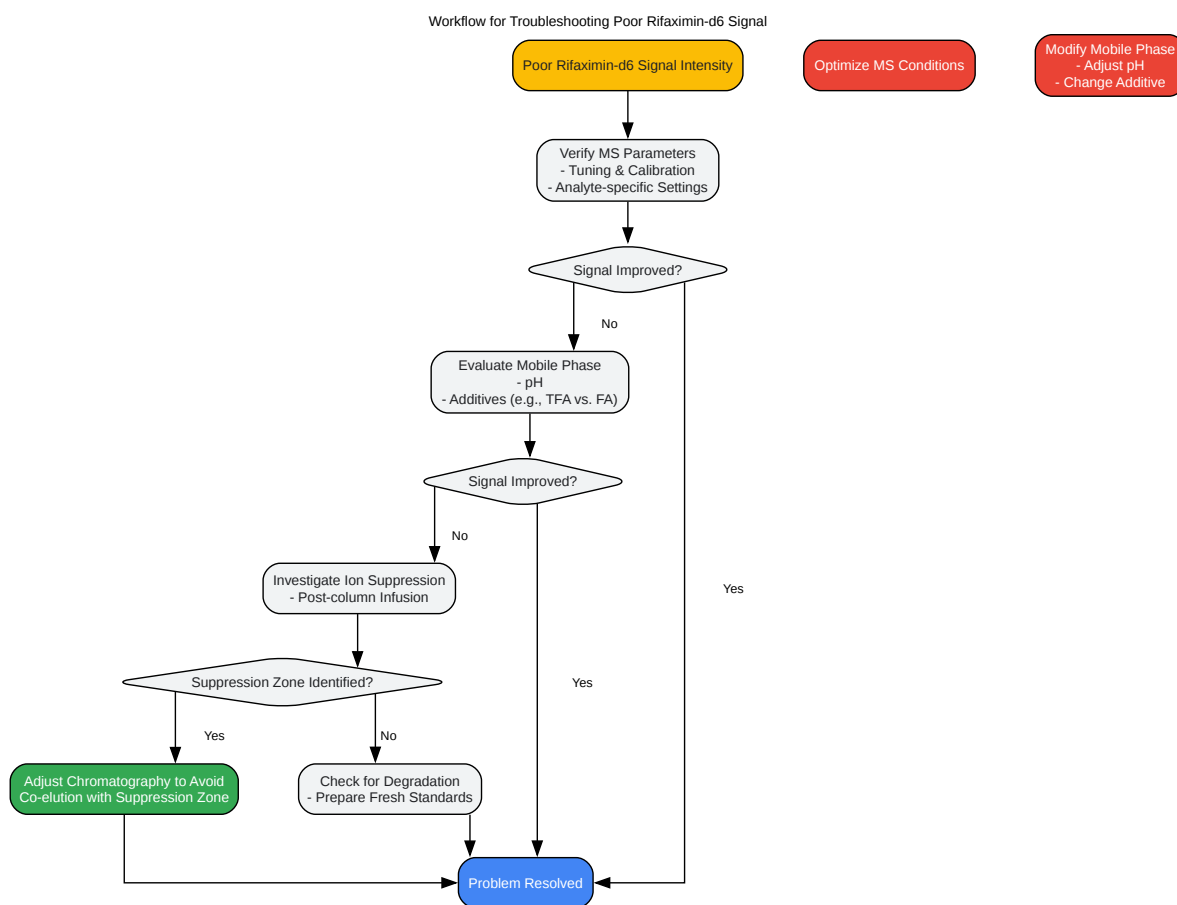 Workflow for Troubleshooting Poor Rifaximin-d6 Signal
Poor Rifaximin-d6 Signal Intensity
Optimize MS Conditions
Modify Mobile Phase
- Adjust pH
- Change Additive
Verify MS Parameters
- Tuning & Calibration
- Analyte-specific Settings
Signal Improved?
No
Evaluate Mobile Phase
- pH
- Additives (e.g., TFA vs. FA)
Signal Improved?
No
Investigate Ion Suppression
- Post-column Infusion
Yes
Suppression Zone Identified?
Yes
Yes
No
Adjust Chromatography to Avoid
Co-elution with Suppression Zone
Check for Degradation
- Prepare Fresh Standards
Problem Resolved